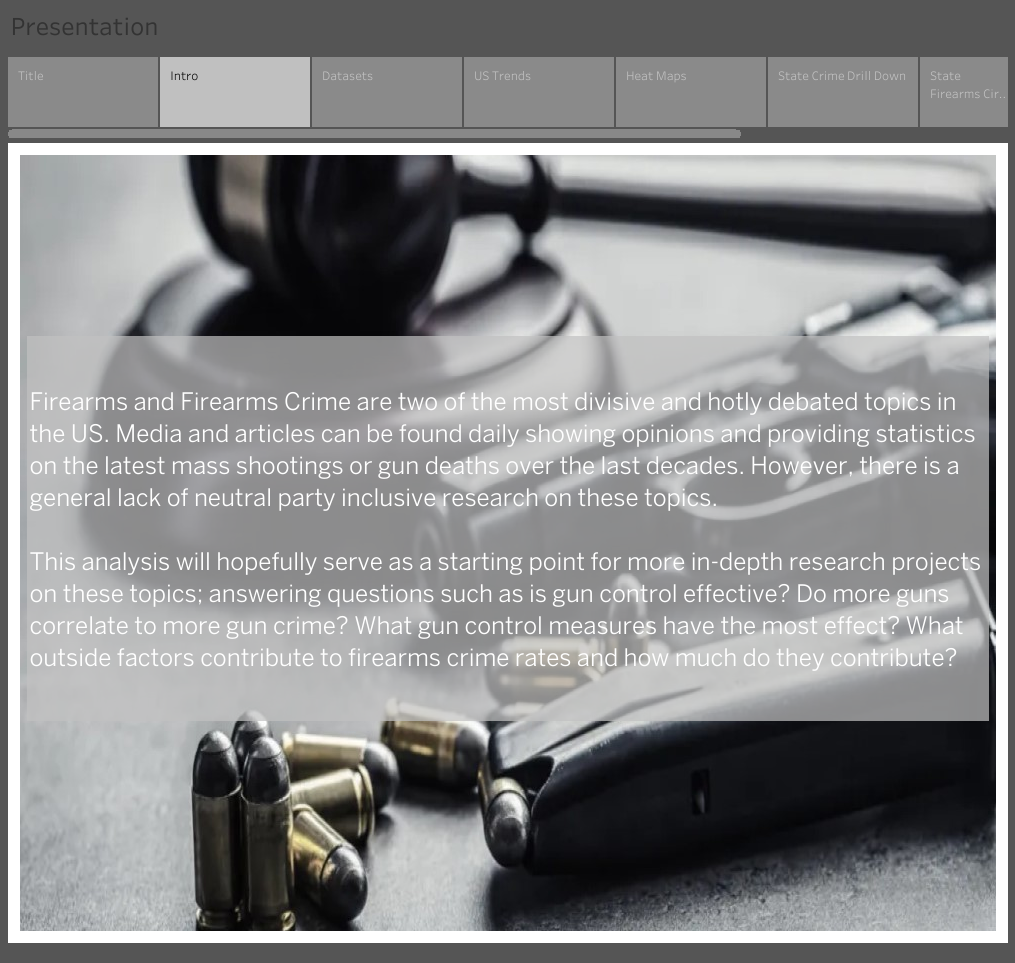 Presentation
Title
Intro
Datasets
US Trends
Heat Maps
State Crime Drill Down
State
Firearms Cir..
Firearms and Firearms Crime are two of the most divisive and hotly debated topics in
the US. Media and articles can be found daily showing opinions and providing statistics
on the latest mass shootings or gun deaths over the last decades. However, there is a
general lack of neutral party inclusive research on these topics.
This analysis will hopefully serve as a starting point for more in-depth research projects
on these topics; answering questions such as is gun control effective? Do more guns
correlate to more gun crime? What gun control measures have the most effect? What
outside factors contribute to firearms crime rates and how much do they contribute?